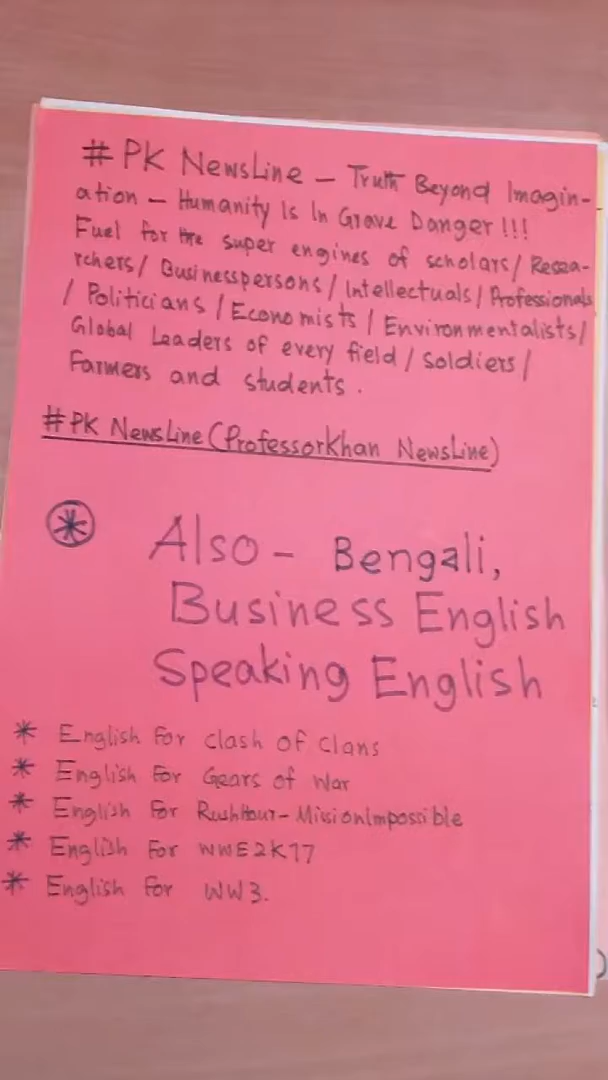 # PK NewsLine – Truth Beyond Imagin-
ation – Humanity Is In Grave Danger !!!
Fuel for the super engines of scholars/ Resea-
rchers/ Businesspersons/ Intellectuals/ Professionals
/ Politicians / Economists / Environmentalists/
Global Leaders of every field / Soldiers /
Farmers and students.
#PK NewsLine (ProfessorKhan NewsLine)
* Also – Bengali,
Business English
Speaking English
* English For Clash of Clans
* English For Gears of War
* English For RushHour-MissionImpossible
* English For WWE2K17
* English For WW3.